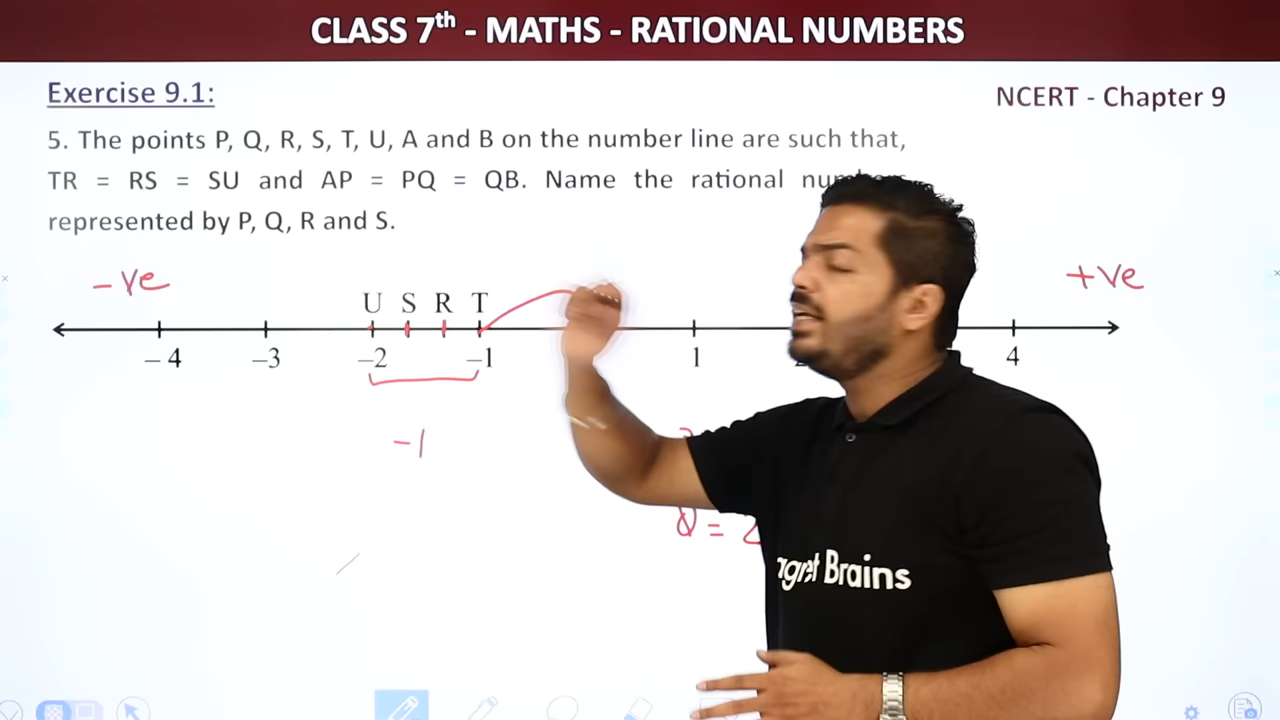 CLASS 7th - MATHS - RATIONAL NUMBERS
Exercise 9.1:
NCERT - Chapter 9
5. The points P, Q, R, S, T, U, A and B on the number line are such that,
TR = RS = SU and AP = PQ = QB. Name the rational
represented by P, Q, R and S.
-ve
+ve
U S R T
–4 –3 –2 –1 1 4
-1
Q = 2
Brains